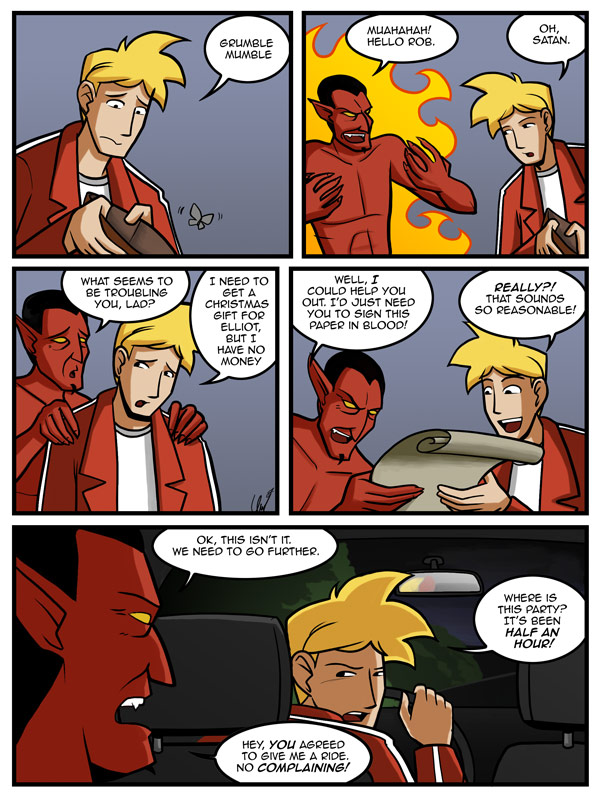 GRUMBLE
MUMBLE
MUAHAHAH!
HELLO ROB.
OH,
SATAN.
WHAT SEEMS TO
BE TROUBLING
YOU, LAD?
I NEED TO
GET A
CHRISTMAS
GIFT FOR
ELLIOT,
BUT I
HAVE NO
MONEY
WELL, I
COULD HELP YOU
OUT. I'D JUST NEED
YOU TO SIGN THIS
PAPER IN BLOOD!
REALLY?!
THAT SOUNDS
SO REASONABLE!
OK, THIS ISN'T IT.
WE NEED TO GO FURTHER.
WHERE IS
THIS PARTY?
IT'S BEEN
HALF AN
HOUR!
HEY, YOU AGREED
TO GIVE ME A RIDE.
NO COMPLAINING!